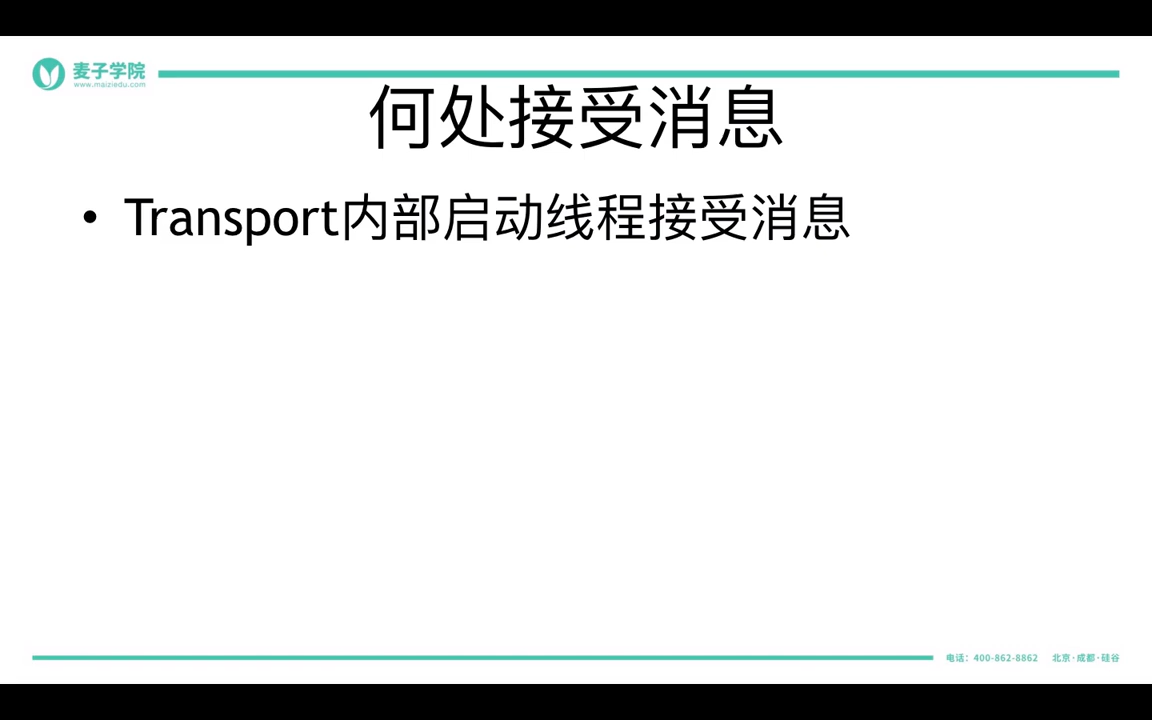 麦子学院
www.maiziedu.com
何处接受消息
• Transport内部启动线程接受消息
电话：400-862-8862 北京·成都·硅谷